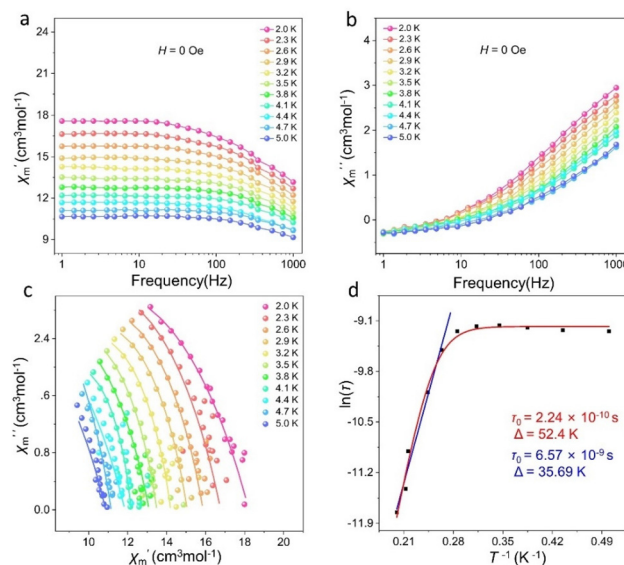 a
24
21
18
15
12
9
χm′ (cm³mol⁻¹)
H = 0 Oe
2.0 K
2.3 K
2.6 K
2.9 K
3.2 K
3.5 K
3.8 K
4.1 K
4.4 K
4.7 K
5.0 K
1 10 100 1000
Frequency(Hz)
b
4
3
2
1
0
χm′′ (cm³mol⁻¹)
H = 0 Oe
2.0 K
2.3 K
2.6 K
2.9 K
3.2 K
3.5 K
3.8 K
4.1 K
4.4 K
4.7 K
5.0 K
1 10 100 1000
Frequency(Hz)
c
2.4
.6
0.8
0.0
χm′′ (cm³mol⁻¹)
2.0 K
2.3 K
2.6 K
2.9 K
3.2 K
3.5 K
3.8 K
4.1 K
4.4 K
4.7 K
5.0 K
10 12 14 16 18 20
χm′ (cm³mol⁻¹)
d
-9.1
-9.8
-10.5
-11.2
-11.9
ln(τ)
τ₀ = 2.24 × 10⁻¹⁰ s
Δ = 52.4 K
τ₀ = 6.57 × 10⁻⁹ s
Δ = 35.69 K
0.21 0.28 0.35 0.42 0.49
T⁻¹ (K⁻¹)